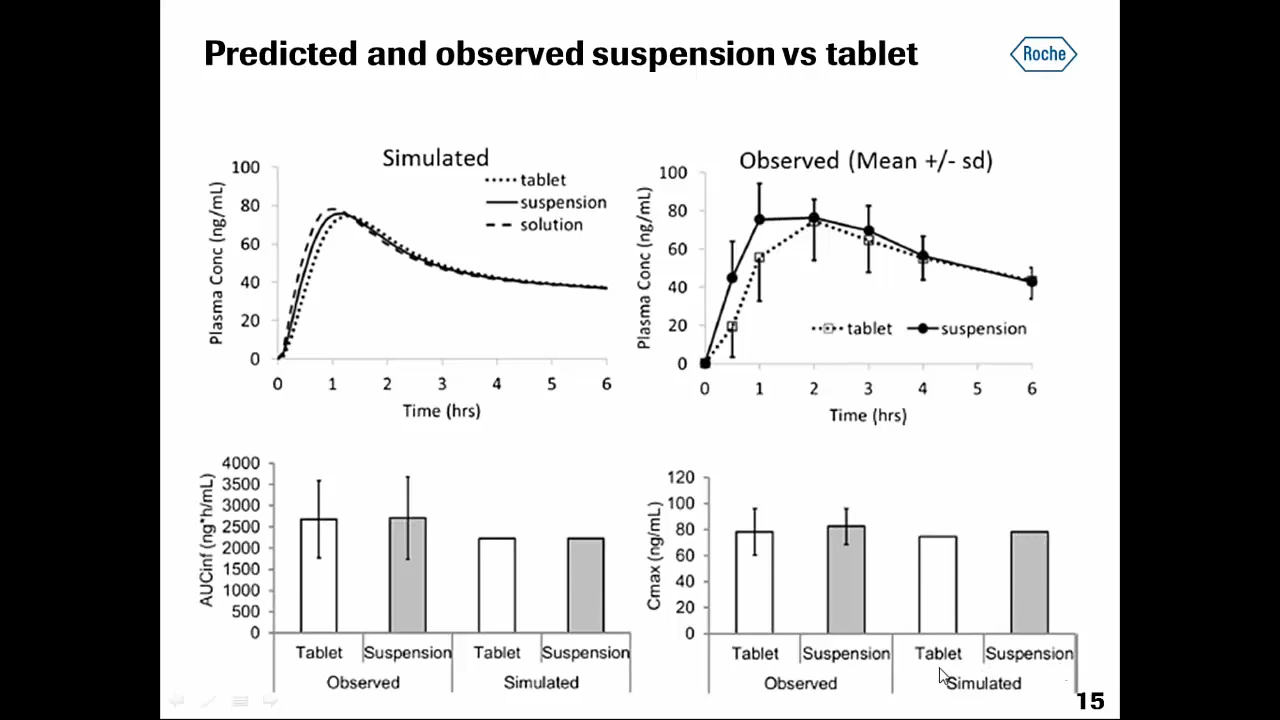 Predicted and observed suspension vs tablet
Roche
Simulated
100
80
60
40
20
0
Plasma Conc (ng/mL)
tablet
suspension
solution
0 1 2 3 4 5 6
Time (hrs)
Observed (Mean +/- sd)
100
80
60
40
20
0
Plasma Conc (ng/mL)
tablet suspension
0 1 2 3 4 5 6
Time (hrs)
4000
3500
3000
2500
2000
1500
1000
500
0
AUCinf (ng*h/mL)
Tablet Suspension Tablet Suspension
Observed Simulated
120
100
80
60
40
20
0
Cmax (ng/mL)
Tablet Suspension Tablet Suspension
Observed Simulated
15